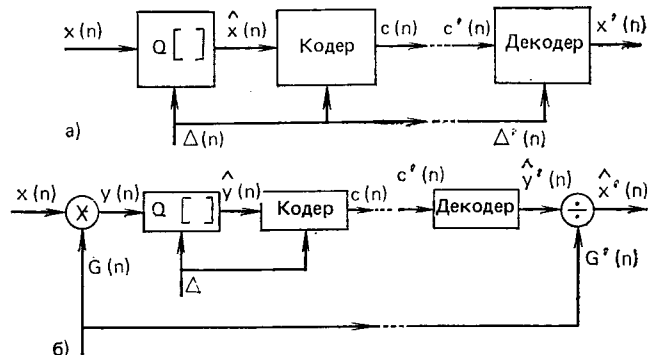 x(n)
Q [ ]
x̂(n)
Кодер
c(n)
c'(n)
Декодер
x'(n)
а)
Δ(n)
Δ'(n)
x(n)
X
y(n)
Q [ ]
ŷ(n)
Кодер
c(n)
c'(n)
Декодер
ŷ'(n)
÷
x̂'(n)
G(n)
Δ
G'(n)
б)